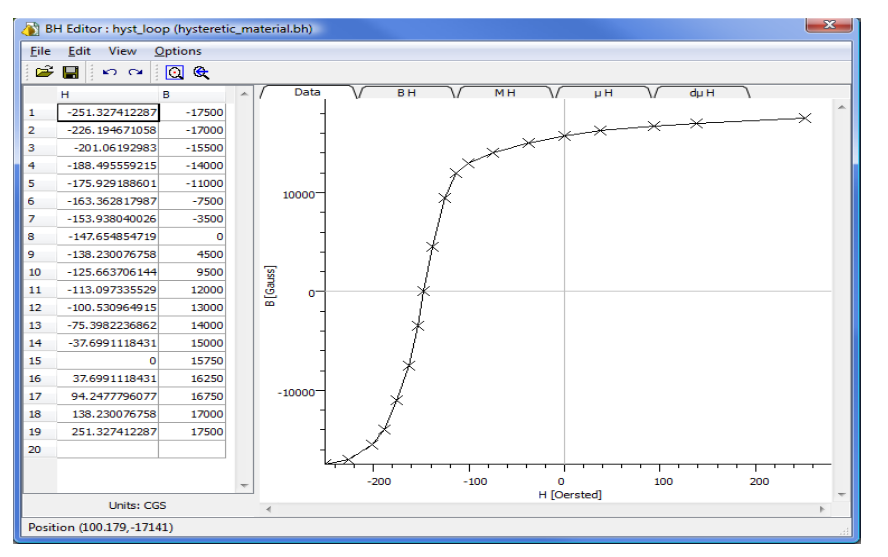 BH Editor : hyst_loop (hysteretic_material.bh)
File Edit View Options
H B
1 -251.327412287 -17500
2 -226.194671058 -17000
3 -201.06192983 -15500
4 -188.495559215 -14000
5 -175.929188601 -11000
6 -163.362817987 -7500
7 -153.938040026 -3500
8 -147.654854719 0
9 -138.230076758 4500
10 -125.663706144 9500
11 -113.097335529 12000
12 -100.530964915 13000
13 -75.3982236862 14000
14 -37.6991118431 15000
15 0 15750
16 37.6991118431 16250
17 94.2477796077 16750
18 138.230076758 17000
19 251.327412287 17500
20
Units: CGS
Data B H M H μ H dμ H
10000
0
-10000
B [Gauss]
-200 -100 0 100 200
H [Oersted]
Position (100.179,-17141)